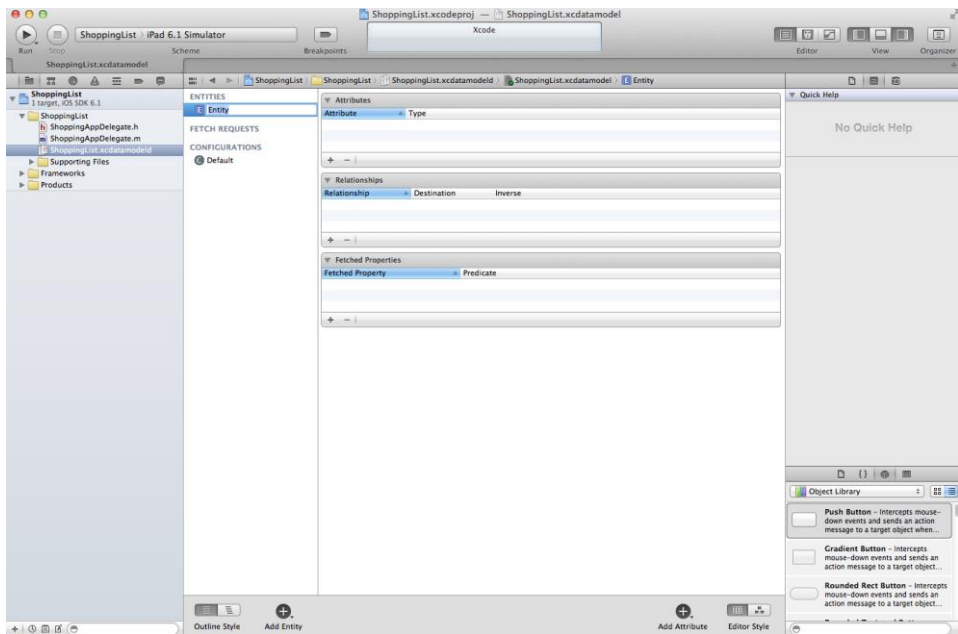 ShoppingList.xcodeproj — ShoppingList.xcdatamodel
ShoppingList iPad 6.1 Simulator
Xcode
Run Stop Scheme Breakpoints Editor View Organizer
ShoppingList.xcdatamodel
ShoppingList ShoppingList ShoppingList.xcdatamodeld ShoppingList.xcdatamodel Entity
ShoppingList
1 target, iOS SDK 6.1
ShoppingList
ShoppingAppDelegate.h
ShoppingAppDelegate.m
ShoppingList.xcdatamodeld
Supporting Files
Frameworks
Products
ENTITIES
E Entity
FETCH REQUESTS
CONFIGURATIONS
C Default
Attributes
Attribute Type
+ −
Relationships
Relationship Destination Inverse
+ −
Fetched Properties
Fetched Property Predicate
+ −
Quick Help
No Quick Help
Object Library
Push Button – Intercepts mouse-
down events and sends an action
message to a target object when...
Gradient Button – Intercepts
mouse-down events and sends an
action message to a target object...
Rounded Rect Button – Intercepts
mouse-down events and sends an
action message to a target object...
Outline Style Add Entity Add Attribute Editor Style